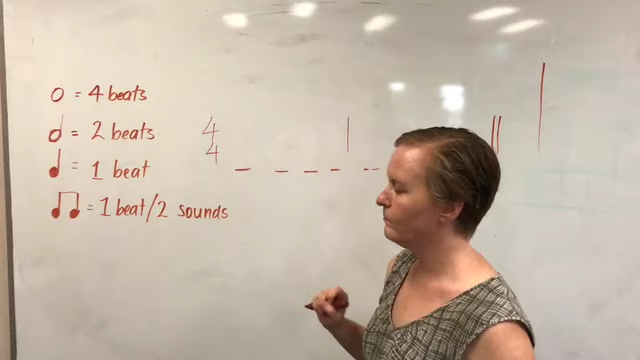 𝅝 = 4 beats
𝅗𝅥 = 2 beats
♩ = 1 beat
♫ = 1 beat/2 sounds
4
4